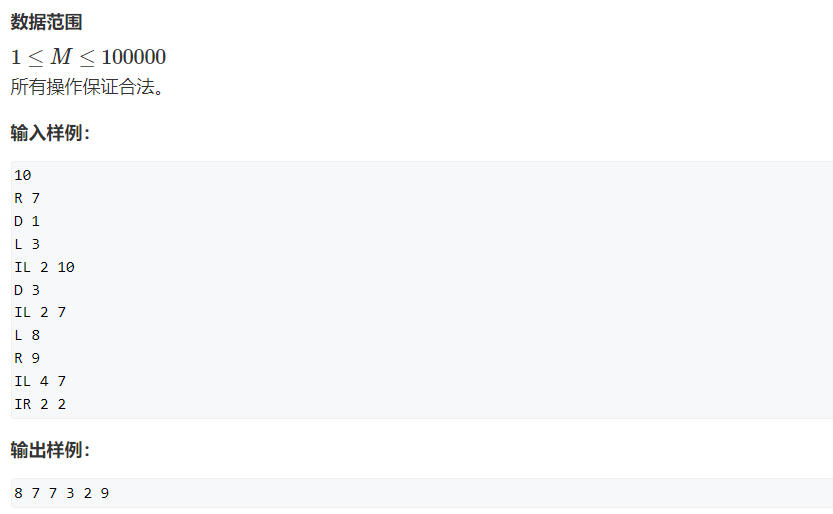 数据范围
1 ≤ M ≤ 100000
所有操作保证合法。
输入样例：
10
R 7
D 1
L 3
IL 2 10
D 3
IL 2 7
L 8
R 9
IL 4 7
IR 2 2
输出样例：
8 7 7 3 2 9